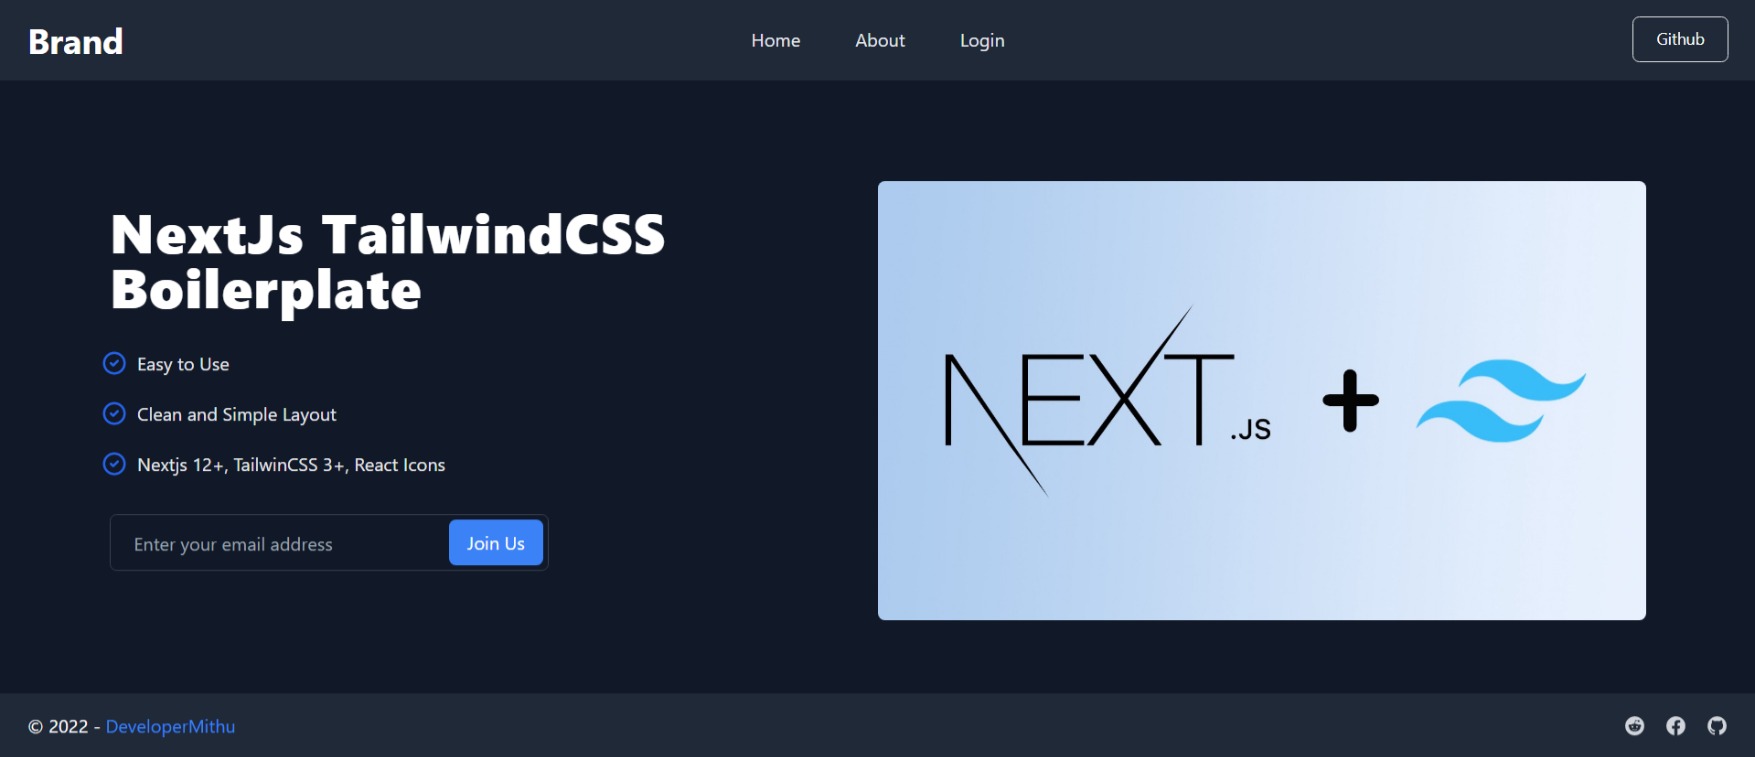 Brand
Home
About
Login
Github
NextJs TailwindCSS
Boilerplate
Easy to Use
Clean and Simple Layout
Nextjs 12+, TailwinCSS 3+, React Icons
Enter your email address
Join Us
NEXT.JS +
© 2022 - DeveloperMithu